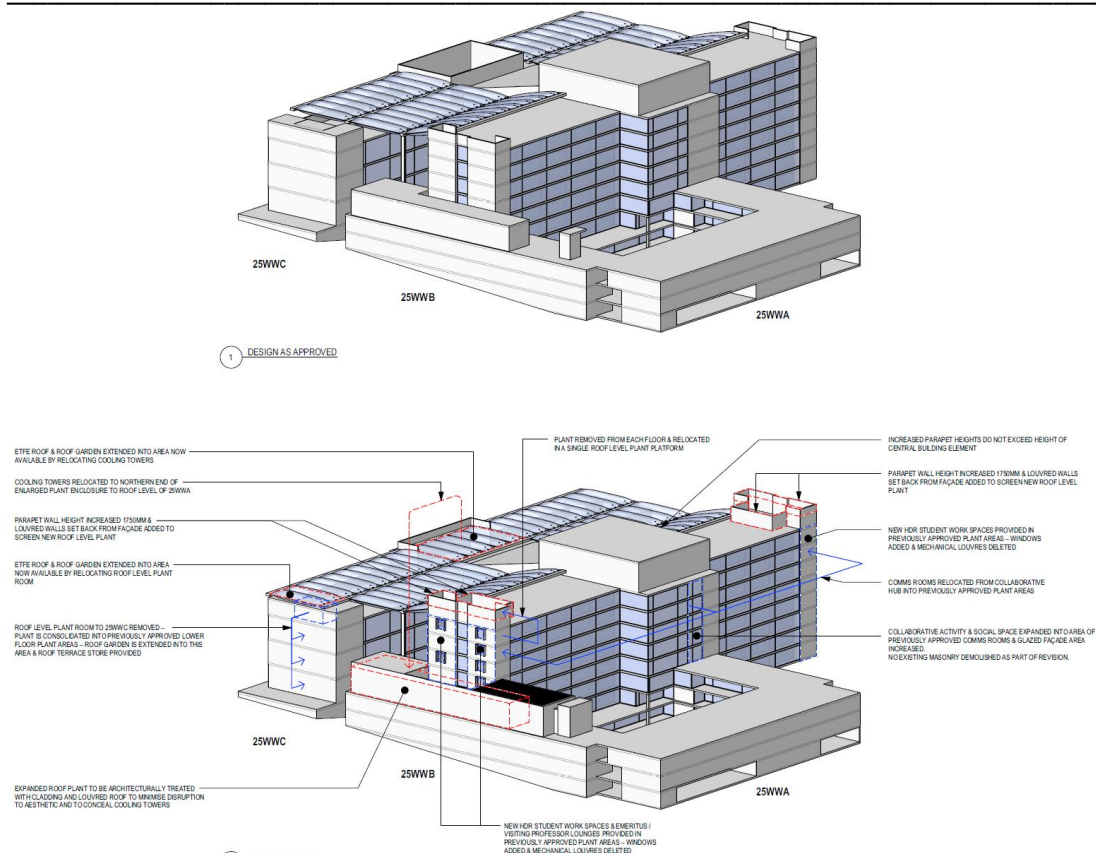 25WWC
25WWB
25WWA
1 DESIGN AS APPROVED
ETFE ROOF & ROOF GARDEN EXTENDED INTO AREA NOW
AVAILABLE BY RELOCATING COOLING TOWERS
COOLING TOWERS RELOCATED TO NORTHERN END OF
ENLARGED PLANT ENCLOSURE TO ROOF LEVEL OF 25WWA
PARAPET WALL HEIGHT INCREASED 1750MM &
LOUVRED WALLS SET BACK FROM FAÇADE ADDED TO
SCREEN NEW ROOF LEVEL PLANT
ETFE ROOF & ROOF GARDEN EXTENDED INTO AREA
NOW AVAILABLE BY RELOCATING ROOF LEVEL PLANT
ROOM
ROOF LEVEL PLANT ROOM TO 25WWC REMOVED –
PLANT IS CONSOLIDATED INTO PREVIOUSLY APPROVED LOWER
FLOOR PLANT AREAS – ROOF GARDEN IS EXTENDED INTO THIS
AREA & ROOF TERRACE STORE PROVIDED
PLANT REMOVED FROM EACH FLOOR & RELOCATED
IN A SINGLE ROOF LEVEL PLANT PLATFORM
INCREASED PARAPET HEIGHTS DO NOT EXCEED HEIGHT OF
CENTRAL BUILDING ELEMENT
PARAPET WALL HEIGHT INCREASED 1750MM & LOUVRED WALLS
SET BACK FROM FAÇADE ADDED TO SCREEN NEW ROOF LEVEL
PLANT
NEW HDR STUDENT WORK SPACES PROVIDED IN
PREVIOUSLY APPROVED PLANT AREAS – WINDOWS
ADDED & MECHANICAL LOUVRES DELETED
COMMS ROOMS RELOCATED FROM COLLABORATIVE
HUB INTO PREVIOUSLY APPROVED PLANT AREAS
COLLABORATIVE ACTIVITY & SOCIAL SPACE EXPANDED INTO AREA OF
PREVIOUSLY APPROVED COMMS ROOMS & GLAZED FAÇADE AREA
INCREASED.
NO EXISTING MASONRY DEMOLISHED AS PART OF REVISION.
25WWC
25WWB
25WWA
EXPANDED ROOF PLANT TO BE ARCHITECTURALLY TREATED
WITH CLADDING AND LOUVRED ROOF TO MINIMISE DISRUPTION
TO AESTHETIC AND TO CONCEAL COOLING TOWERS
NEW HDR STUDENT WORK SPACES & EMERITUS /
VISITING PROFESSOR LOUNGES PROVIDED IN
PREVIOUSLY APPROVED PLANT AREAS – WINDOWS
ADDED & MECHANICAL LOUVRES DELETED